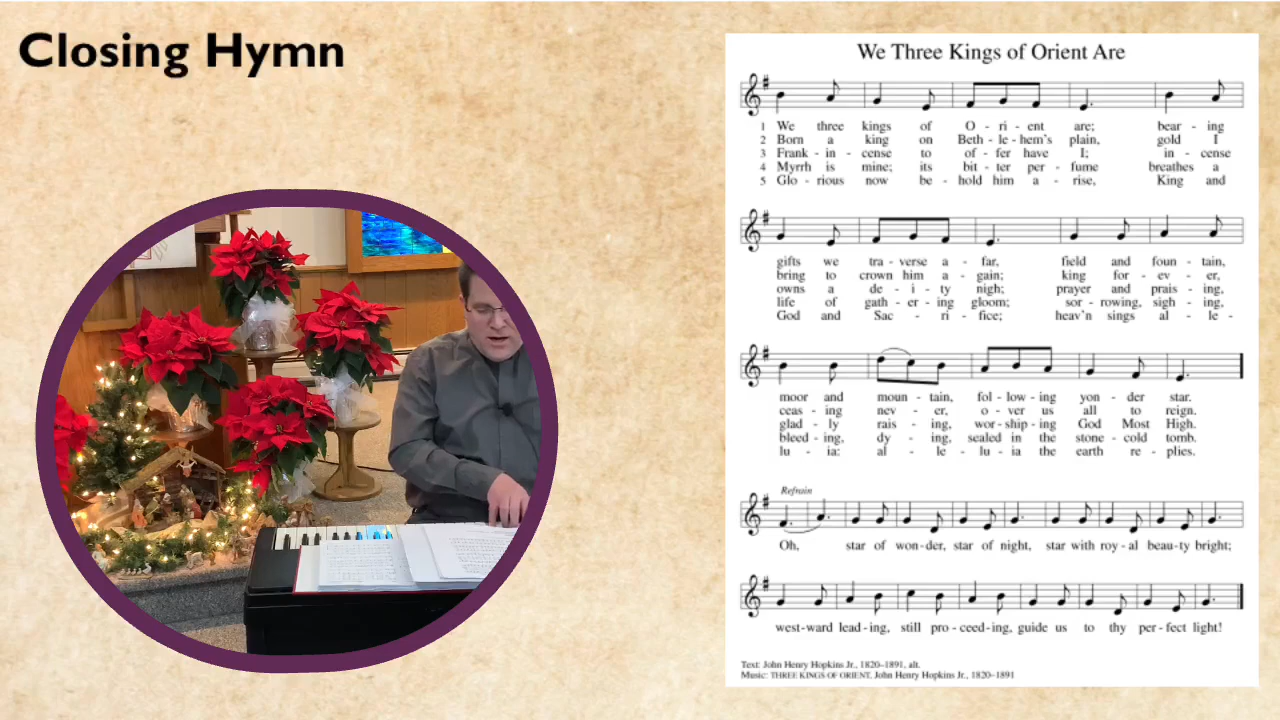 Closing Hymn
We Three Kings of Orient Are
1 We three kings of O - ri - ent are; bear - ing
2 Born a king on Beth - le - hem's plain, gold I
3 Frank - in - cense to of - fer have I; in - cense
4 Myrrh is mine; its bit - ter per - fume breathes a
5 Glo - rious now be - hold him a - rise, King and
gifts we tra - verse a - far, field and foun - tain,
bring to crown him a - gain; king for - ev - er,
owns a de - i - ty nigh; prayer and prais - ing,
life of gath - er - ing gloom; sor - rowing, sigh - ing,
God and Sac - ri - fice; heav'n sings al - le -
moor and moun - tain, fol - low - ing yon - der star.
ceas - ing nev - er, o - ver us all to reign.
glad - ly rais - ing, wor - ship - ing God Most High.
bleed - ing, dy - ing, sealed in the stone - cold tomb.
lu - ia: al - le - lu - ia the earth re - plies.
Refrain
Oh, star of won - der, star of night, star with roy - al beau - ty bright;
west - ward lead - ing, still pro - ceed - ing, guide us to thy per - fect light!
Text: John Henry Hopkins Jr., 1820–1891, alt.
Music: THREE KINGS OF ORIENT, John Henry Hopkins Jr., 1820–1891